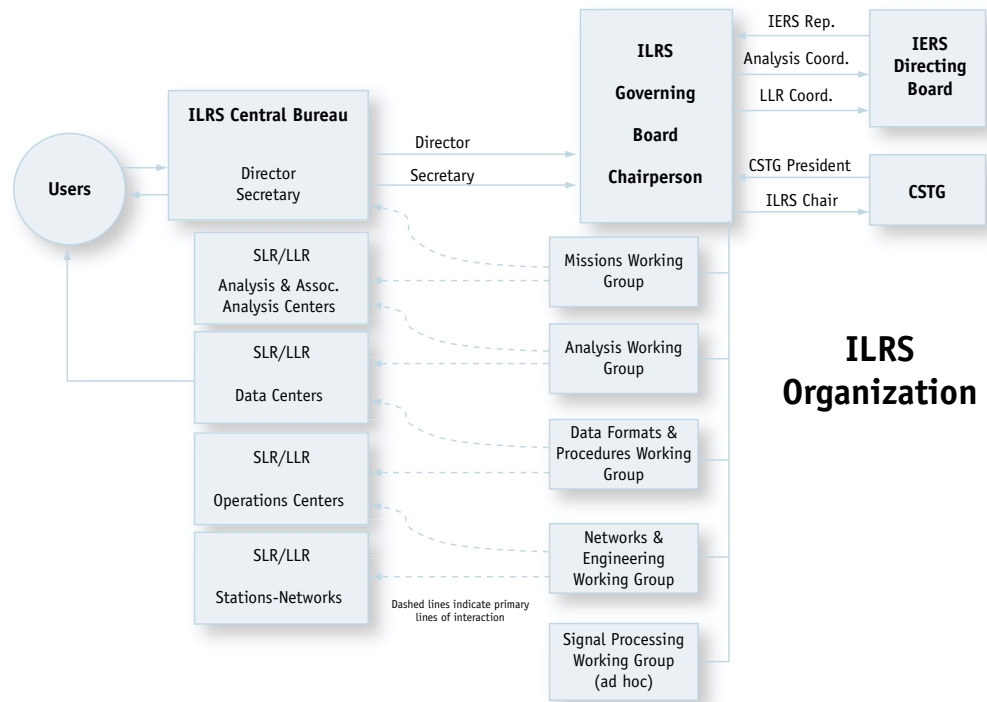 IERS Rep.
Analysis Coord.
LLR Coord.
IERS
Directing
Board
ILRS
Governing
Board
Chairperson
ILRS Central Bureau
Director
Secretary
Director
Secretary
Users
CSTG President
ILRS Chair
CSTG
SLR/LLR
Analysis & Assoc.
Analysis Centers
Missions Working
Group
SLR/LLR
Data Centers
Analysis Working
Group
ILRS
Organization
SLR/LLR
Operations Centers
Data Formats &
Procedures Working
Group
SLR/LLR
Stations-Networks
Networks &
Engineering
Working Group
Dashed lines indicate primary
lines of interaction
Signal Processing
Working Group
(ad hoc)